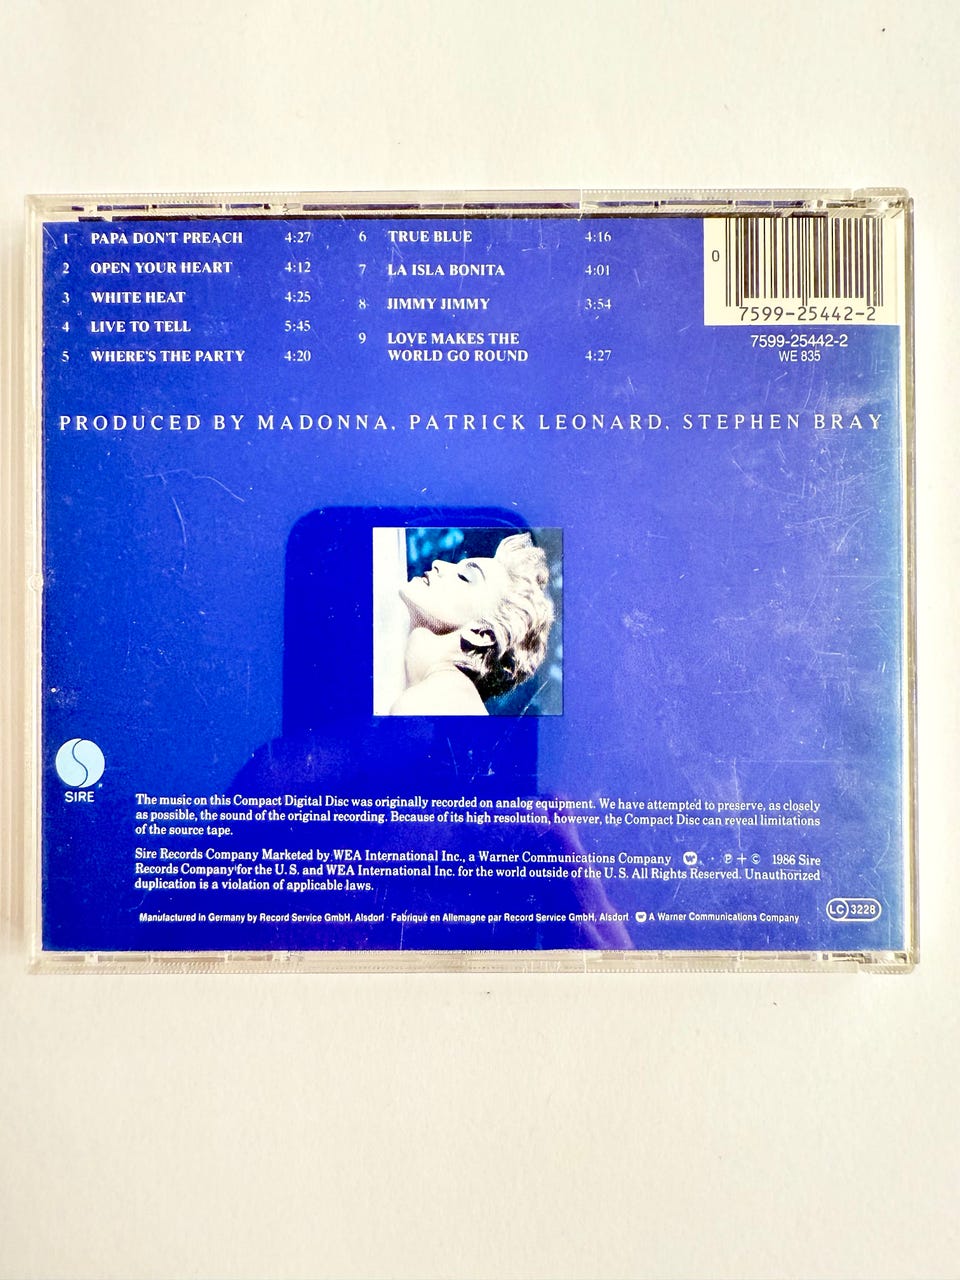 1 PAPA DON'T PREACH 4:27
2 OPEN YOUR HEART 4:12
3 WHITE HEAT 4:25
4 LIVE TO TELL 5:45
5 WHERE'S THE PARTY 4:20
6 TRUE BLUE 4:16
7 LA ISLA BONITA 4:01
8 JIMMY JIMMY 3:54
9 LOVE MAKES THE
WORLD GO ROUND 4:27
0
7599-25442-2
7599-25442-2
WE 835
PRODUCED BY MADONNA, PATRICK LEONARD, STEPHEN BRAY
SIRE
The music on this Compact Digital Disc was originally recorded on analog equipment. We have attempted to preserve, as closely
as possible, the sound of the original recording. Because of its high resolution, however, the Compact Disc can reveal limitations
of the source tape.
Sire Records Company Marketed by WEA International Inc., a Warner Communications Company ℗ + © 1986 Sire
Records Company for the U.S. and WEA International Inc. for the world outside of the U.S. All Rights Reserved. Unauthorized
duplication is a violation of applicable laws.
Manufactured in Germany by Record Service GmbH, Alsdorf · Fabriqué en Allemagne par Record Service GmbH, Alsdorf · A Warner Communications Company
LC 3228